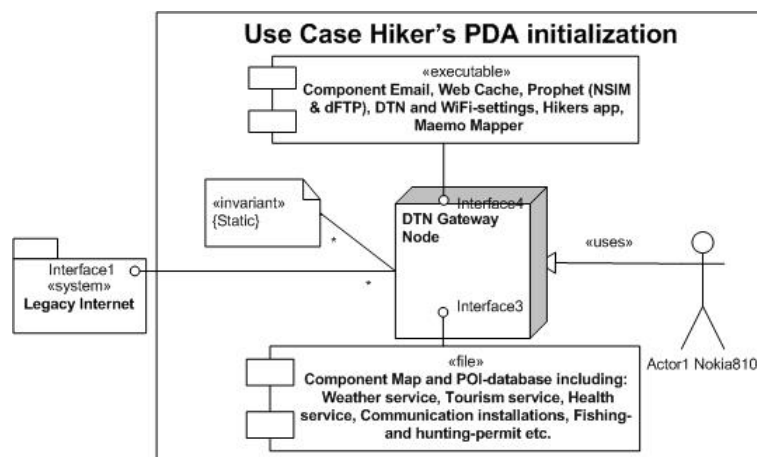 Use Case Hiker's PDA initialization
«executable»
Component Email, Web Cache, Prophet (NSIM
& dFTP), DTN and WiFi-settings, Hikers app,
Maemo Mapper
«invariant»
{Static}
Interface4
DTN Gateway
Node
«uses»
*
Interface1
*
«system»
Legacy Internet
Interface3
Actor1 Nokia810
«file»
Component Map and POI-database including:
Weather service, Tourism service, Health
service, Communication installations, Fishing-
and hunting-permit etc.